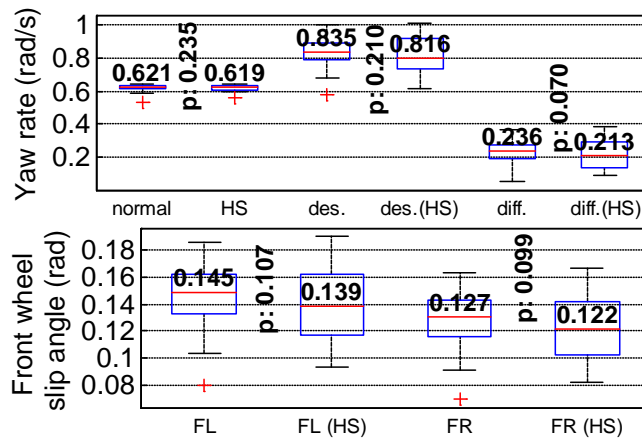 Yaw rate (rad/s)
1
0.8
0.6
0.4
0.2
0.621
p: 0.235
0.619
0.835
p: 0.210
0.816
0.236
p: 0.070
0.213
normal
HS
des.
des.(HS)
diff.
diff.(HS)
Front wheel
slip angle (rad)
0.18
0.16
0.14
0.12
0.1
0.08
0.145
p: 0.107
0.139
0.127
p: 0.099
0.122
FL
FL (HS)
FR
FR (HS)